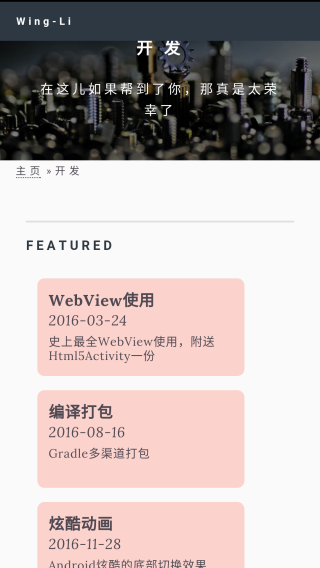 Wing-Li
开发
在这儿如果帮到了你，那真是太荣
幸了
主页 » 开发
FEATURED
WebView使用
2016-03-24
史上最全WebView使用，附送
Html5Activity一份
编译打包
2016-08-16
Gradle多渠道打包
炫酷动画
2016-11-28
Android炫酷的底部切换效果